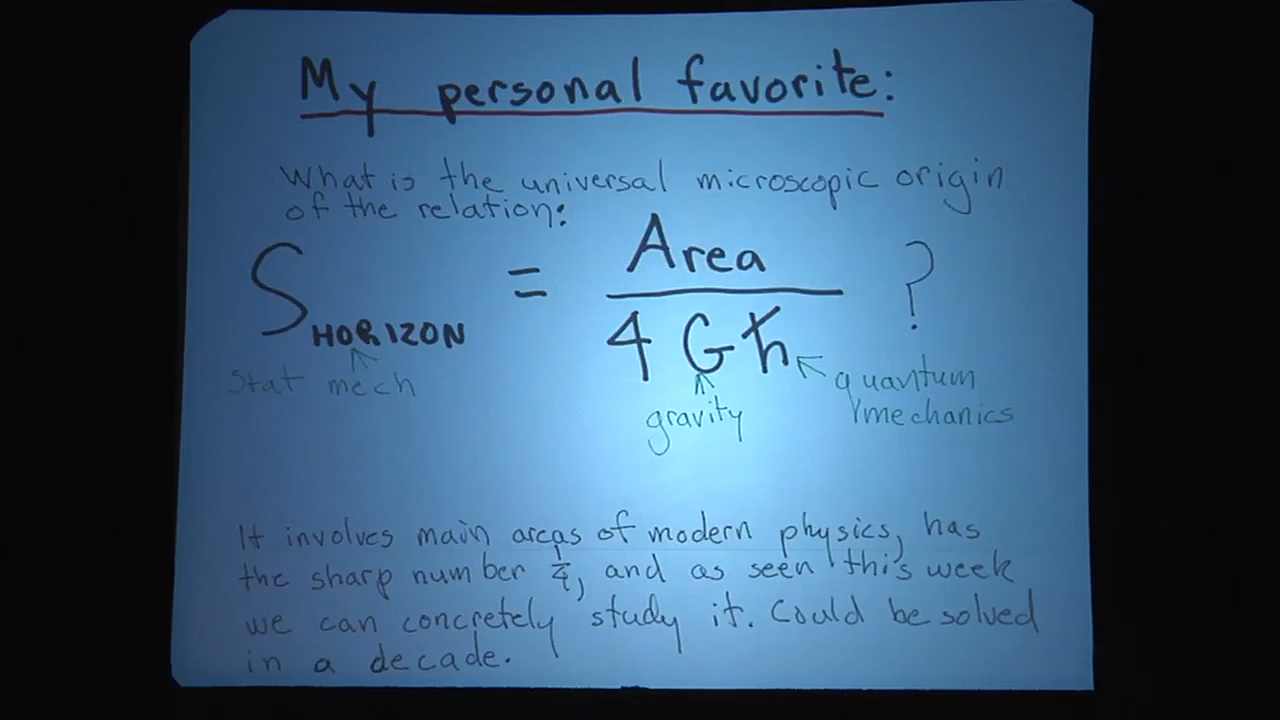 My personal favorite:
What is the universal microscopic origin
of the relation:
S HORIZON = Area / 4 G ħ ?
Stat mech
gravity
quantum
mechanics
It involves main areas of modern physics, has
the sharp number 1/4, and as seen this week
we can concretely study it. Could be solved
in a decade.